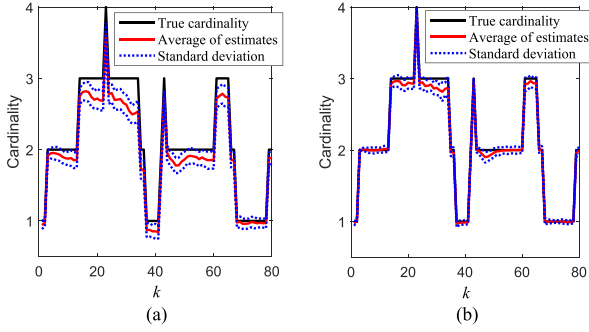 True cardinality
Average of estimates
Standard deviation
Cardinality
4
3
2
1
0
20
40
60
80
k
(a)
True cardinality
Average of estimates
Standard deviation
Cardinality
4
3
2
1
0
20
40
60
80
k
(b)